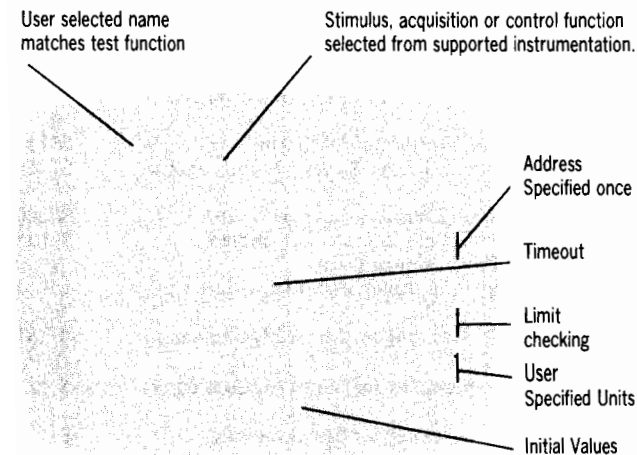 User selected name
matches test function
Stimulus, acquisition or control function
selected from supported instrumentation.
Address
Specified once
Timeout
Limit
checking
User
Specified Units
Initial Values